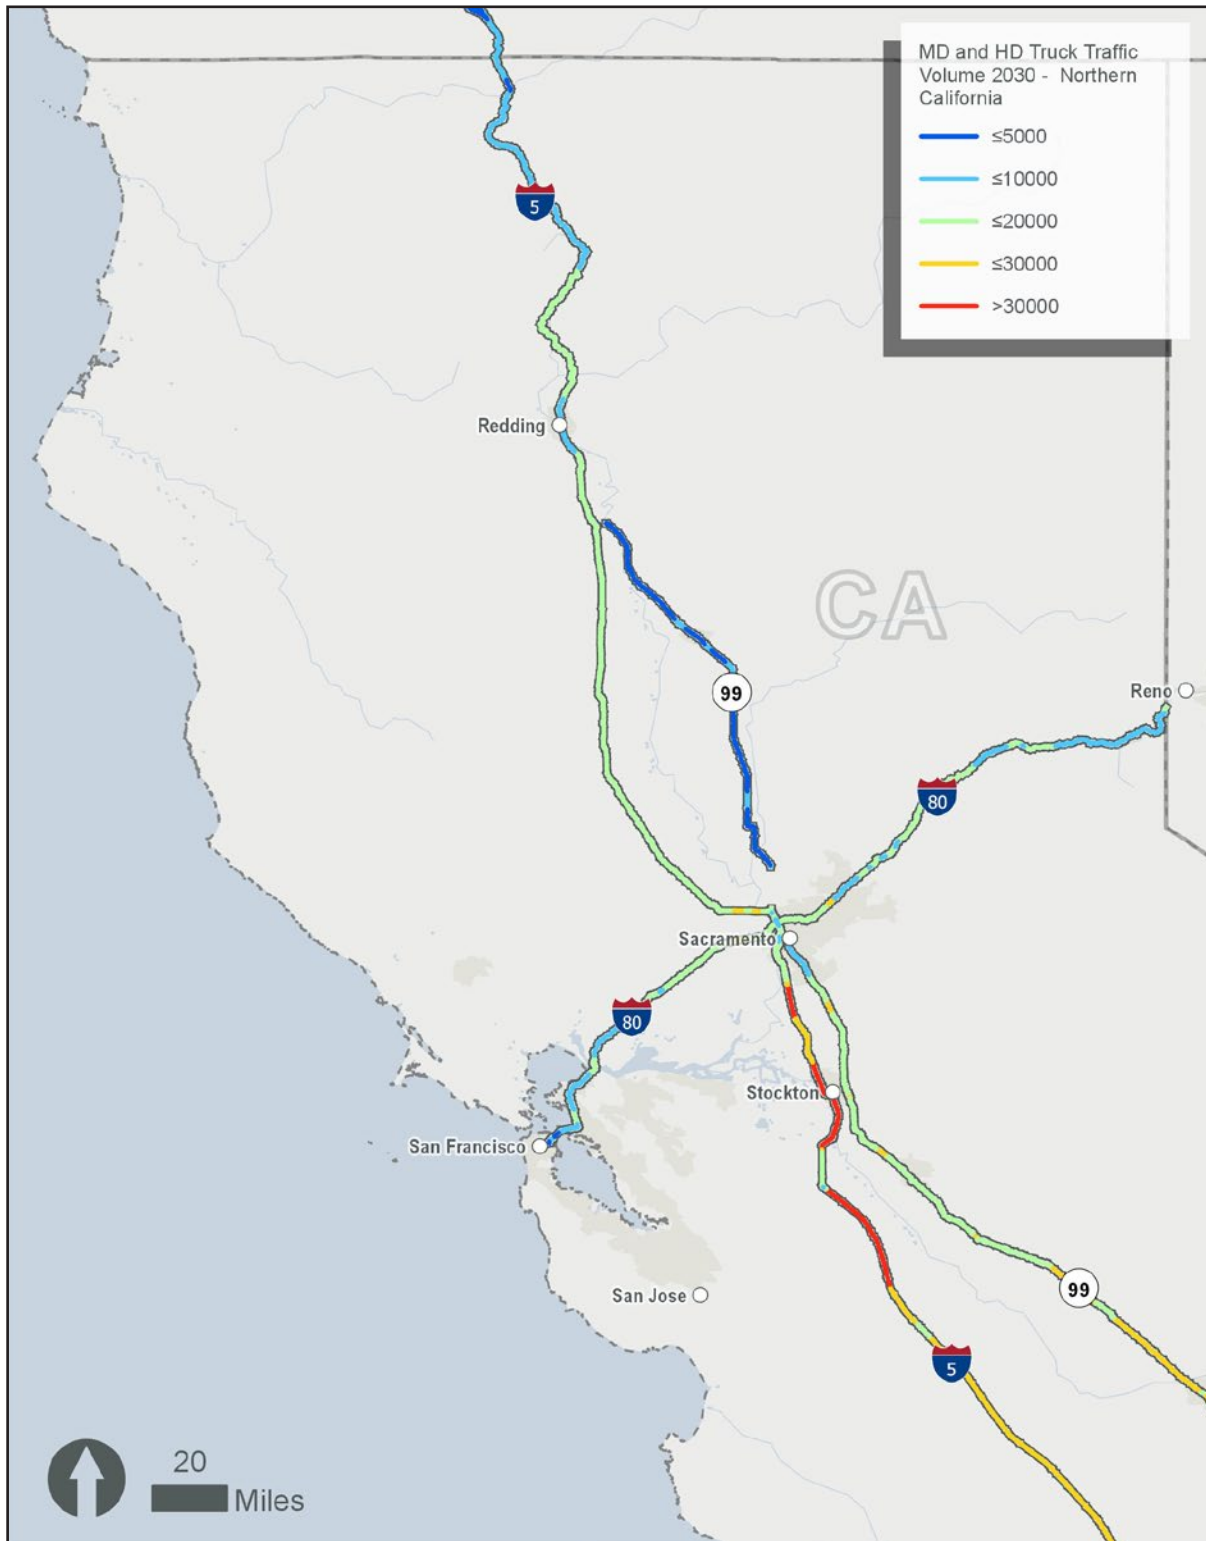 MD and HD Truck Traffic
Volume 2030 - Northern
California
≤5000
≤10000
≤20000
≤30000
>30000
5
Redding
CA
99
Reno
80
Sacramento
80
Stockton
San Francisco
99
San Jose
5
20
Miles